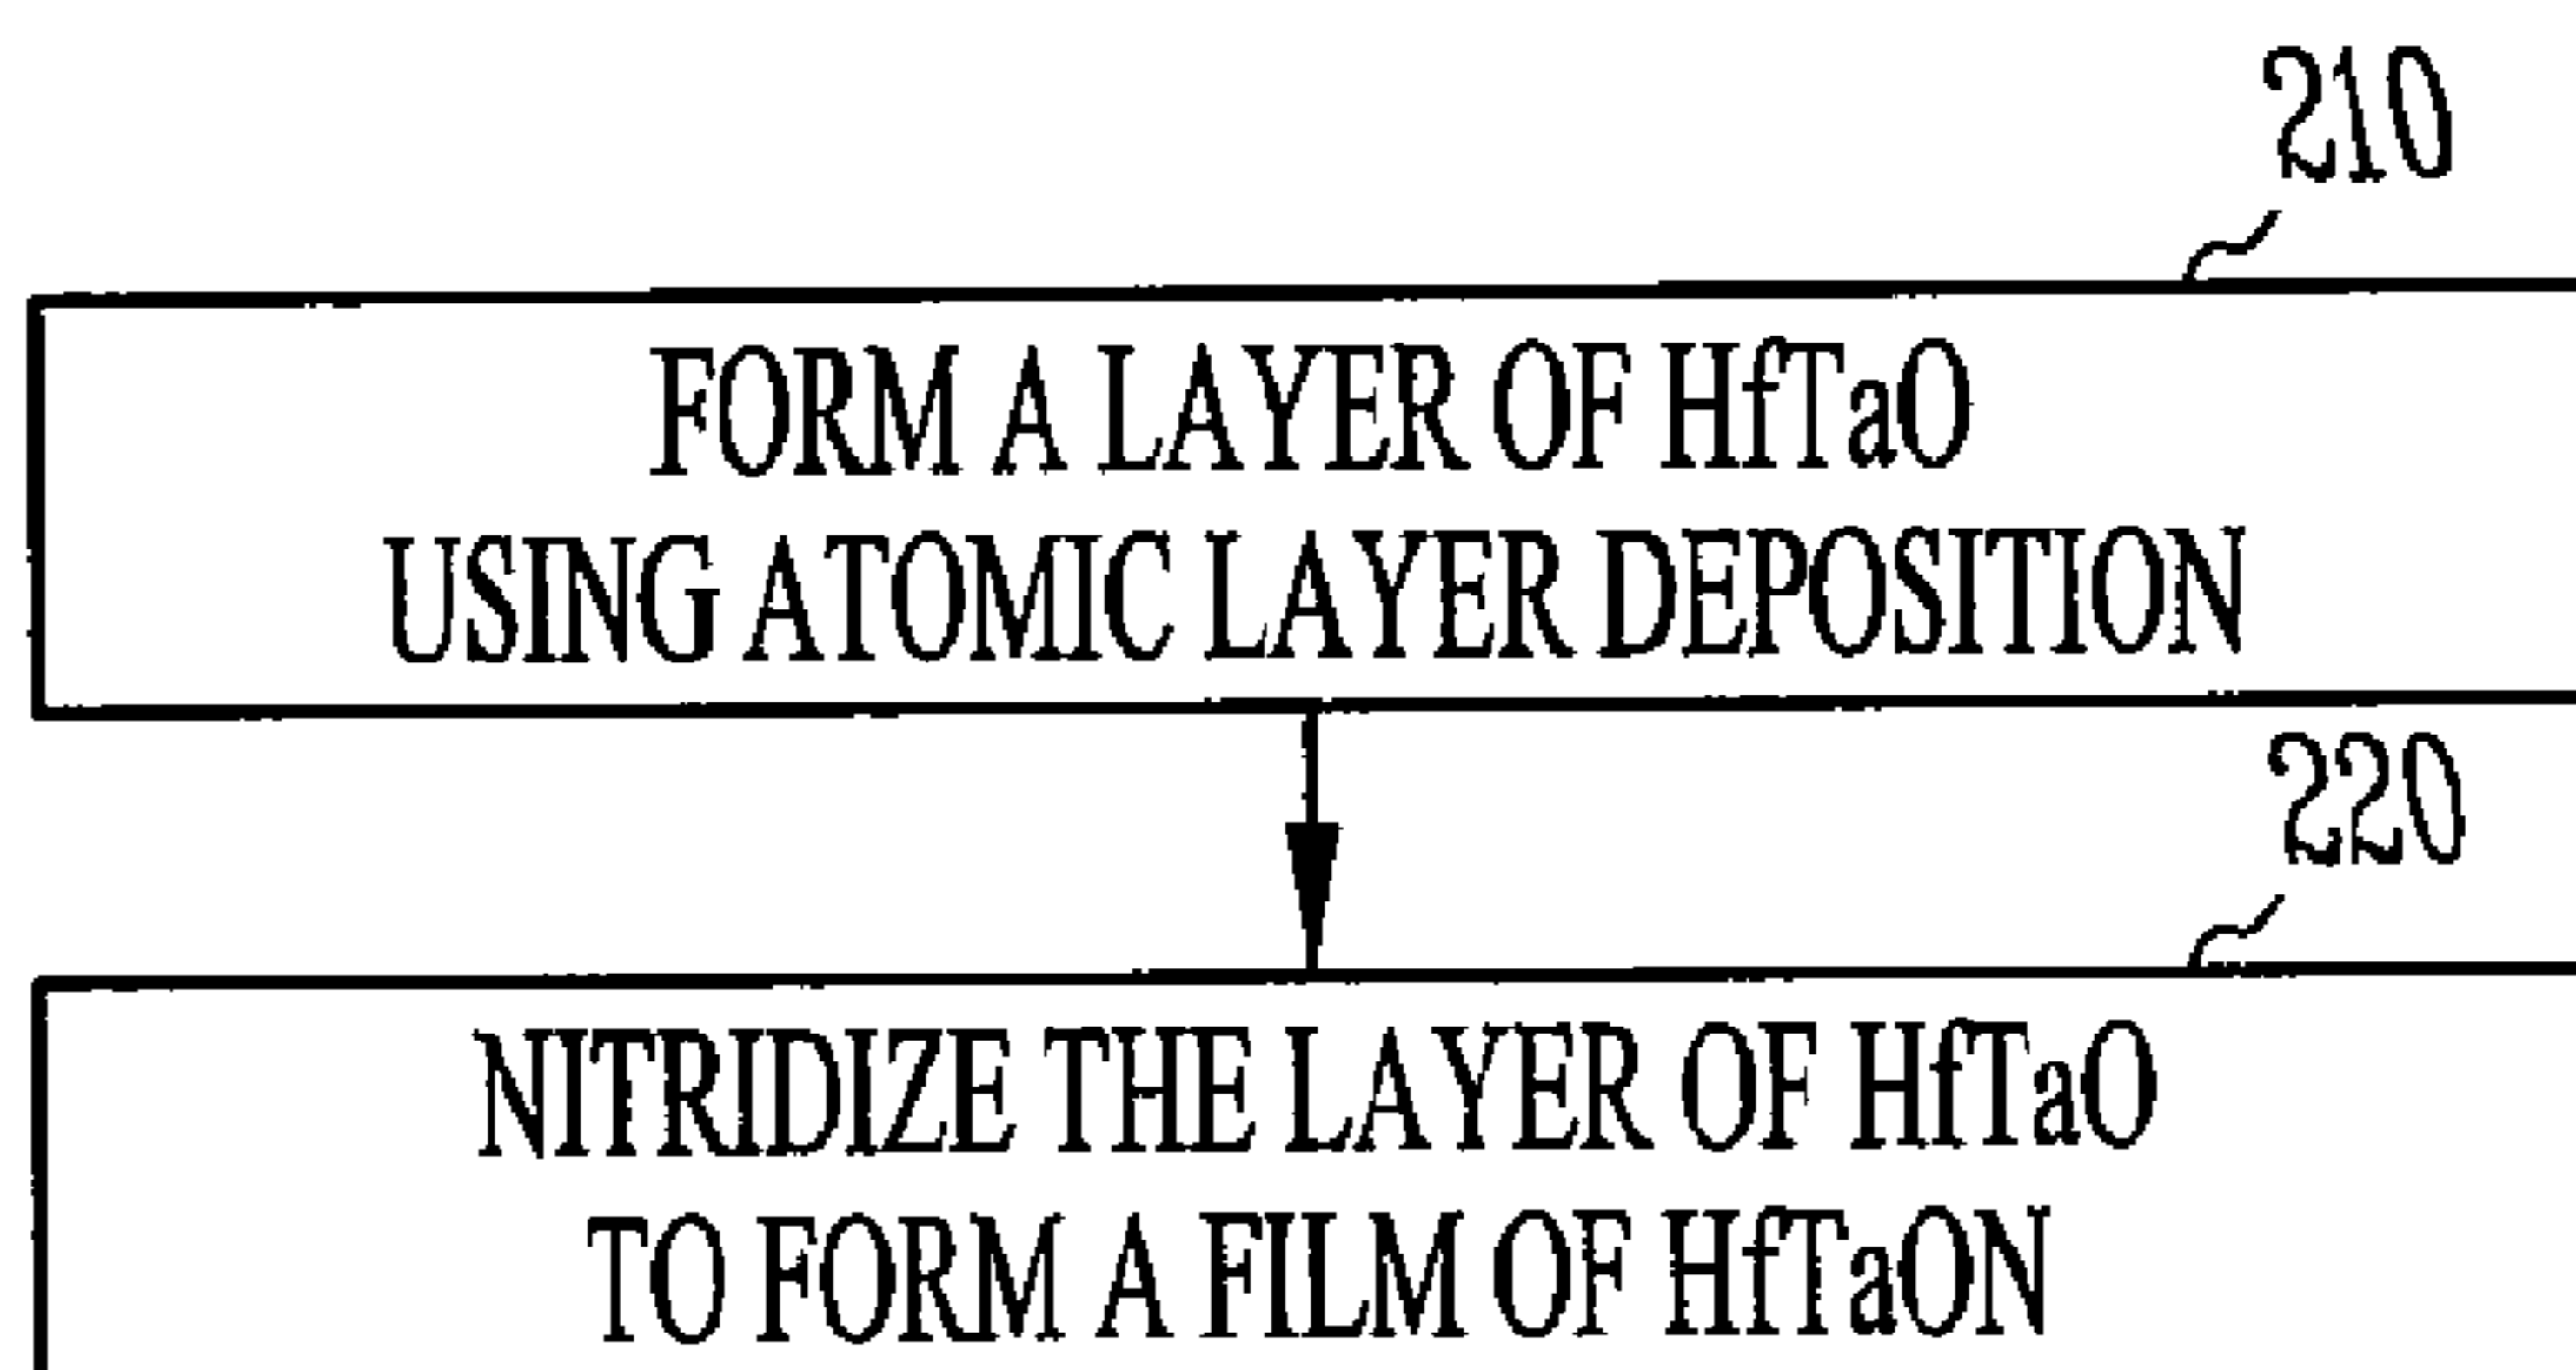 210
FORM A LAYER OF HfTaO
USING ATOMIC LAYER DEPOSITION
220
NITRIDIZE THE LAYER OF HfTaO
TO FORM A FILM OF HfTaON